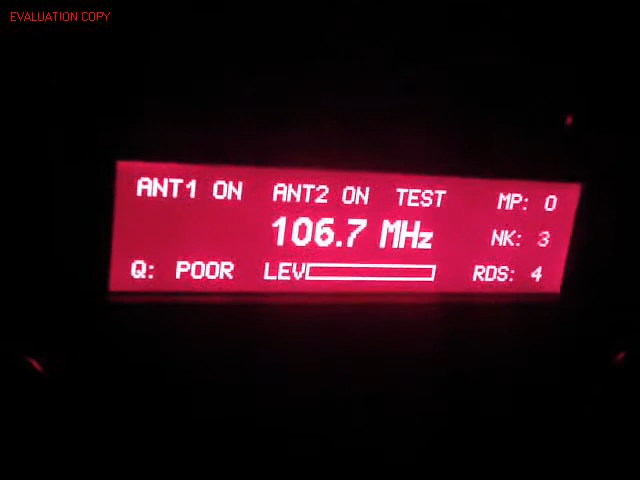 EVALUATION COPY
ANT1 ON ANT2 ON TEST MP: 0
106.7 MHz NK: 3
Q: POOR LEV RDS: 4